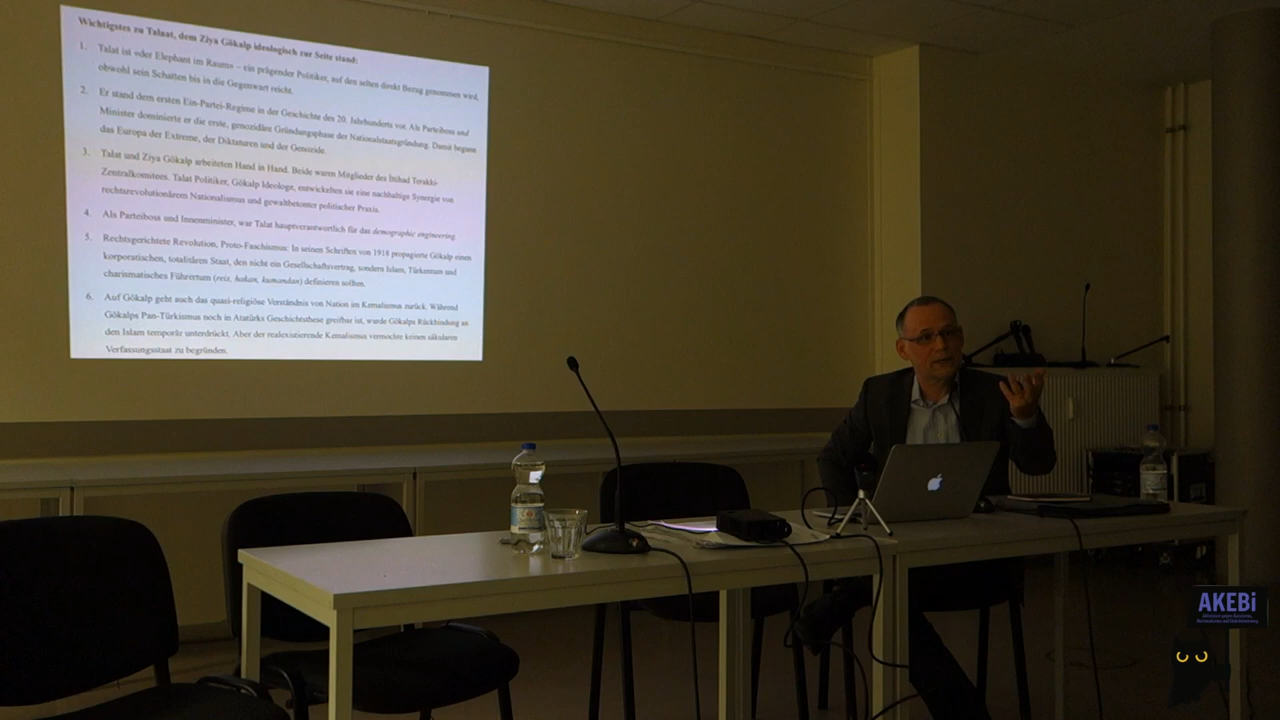 Wichtigstes zu Talaat, dem Ziya Gökalp ideologisch zur Seite stand:
1. Talat ist «der Elephant im Raum» – ein prägender Politiker, auf den selten direkt Bezug genommen wird,
obwohl sein Schatten bis in die Gegenwart reicht.
2. Er stand dem ersten Ein-Partei-Regime in der Geschichte des 20. Jahrhunderts vor. Als Parteiboss und
Minister dominierte er die erste, genozidäre Gründungsphase der Nationalstaatsgründung. Damit begann
das Europa der Extreme, der Diktaturen und der Genozide.
3. Talat und Ziya Gökalp arbeiteten Hand in Hand. Beide waren Mitglieder des İttihad Terakki-
Zentralkomitees. Talat Politiker, Gökalp Ideologe, entwickelten sie eine nachhaltige Synergie von
rechtsrevolutionärem Nationalismus und gewaltbetonter politischer Praxis.
4. Als Parteiboss und Innenminister, war Talat hauptverantwortlich für das demographic engineering.
5. Rechtsgerichtete Revolution, Proto-Faschismus: In seinen Schriften von 1918 propagierte Gökalp einen
korporatischen, totalitären Staat, den nicht ein Gesellschaftsvertrag, sondern Islam, Türkentum und
charismatisches Führertum (reis, hakan, kumandan) definieren sollten.
6. Auf Gökalp geht auch das quasi-religiöse Verständnis von Nation im Kemalismus zurück. Während
Gökalps Pan-Türkismus noch in Atatürks Geschichtsthese greifbar ist, wurde Gökalps Rückbindung an
den Islam temporär unterdrückt. Aber der realexistierende Kemalismus vermochte keinen säkularen
Verfassungsstaat zu begründen.
AKEBi